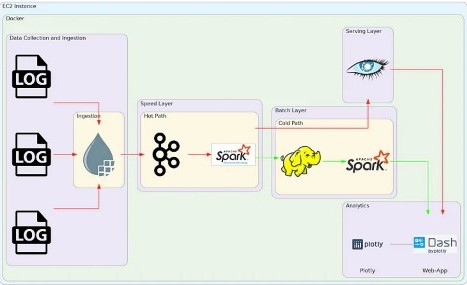 EC2 Instance
Docker
Data Collection and Ingestion
LOG
LOG
LOG
Ingestion
Speed Layer
Hot Path
APACHE
Spark
Batch Layer
Cold Path
APACHE
Spark
Serving Layer
Analytics
plotly
Plotly
Dash
by plotly
Web-App